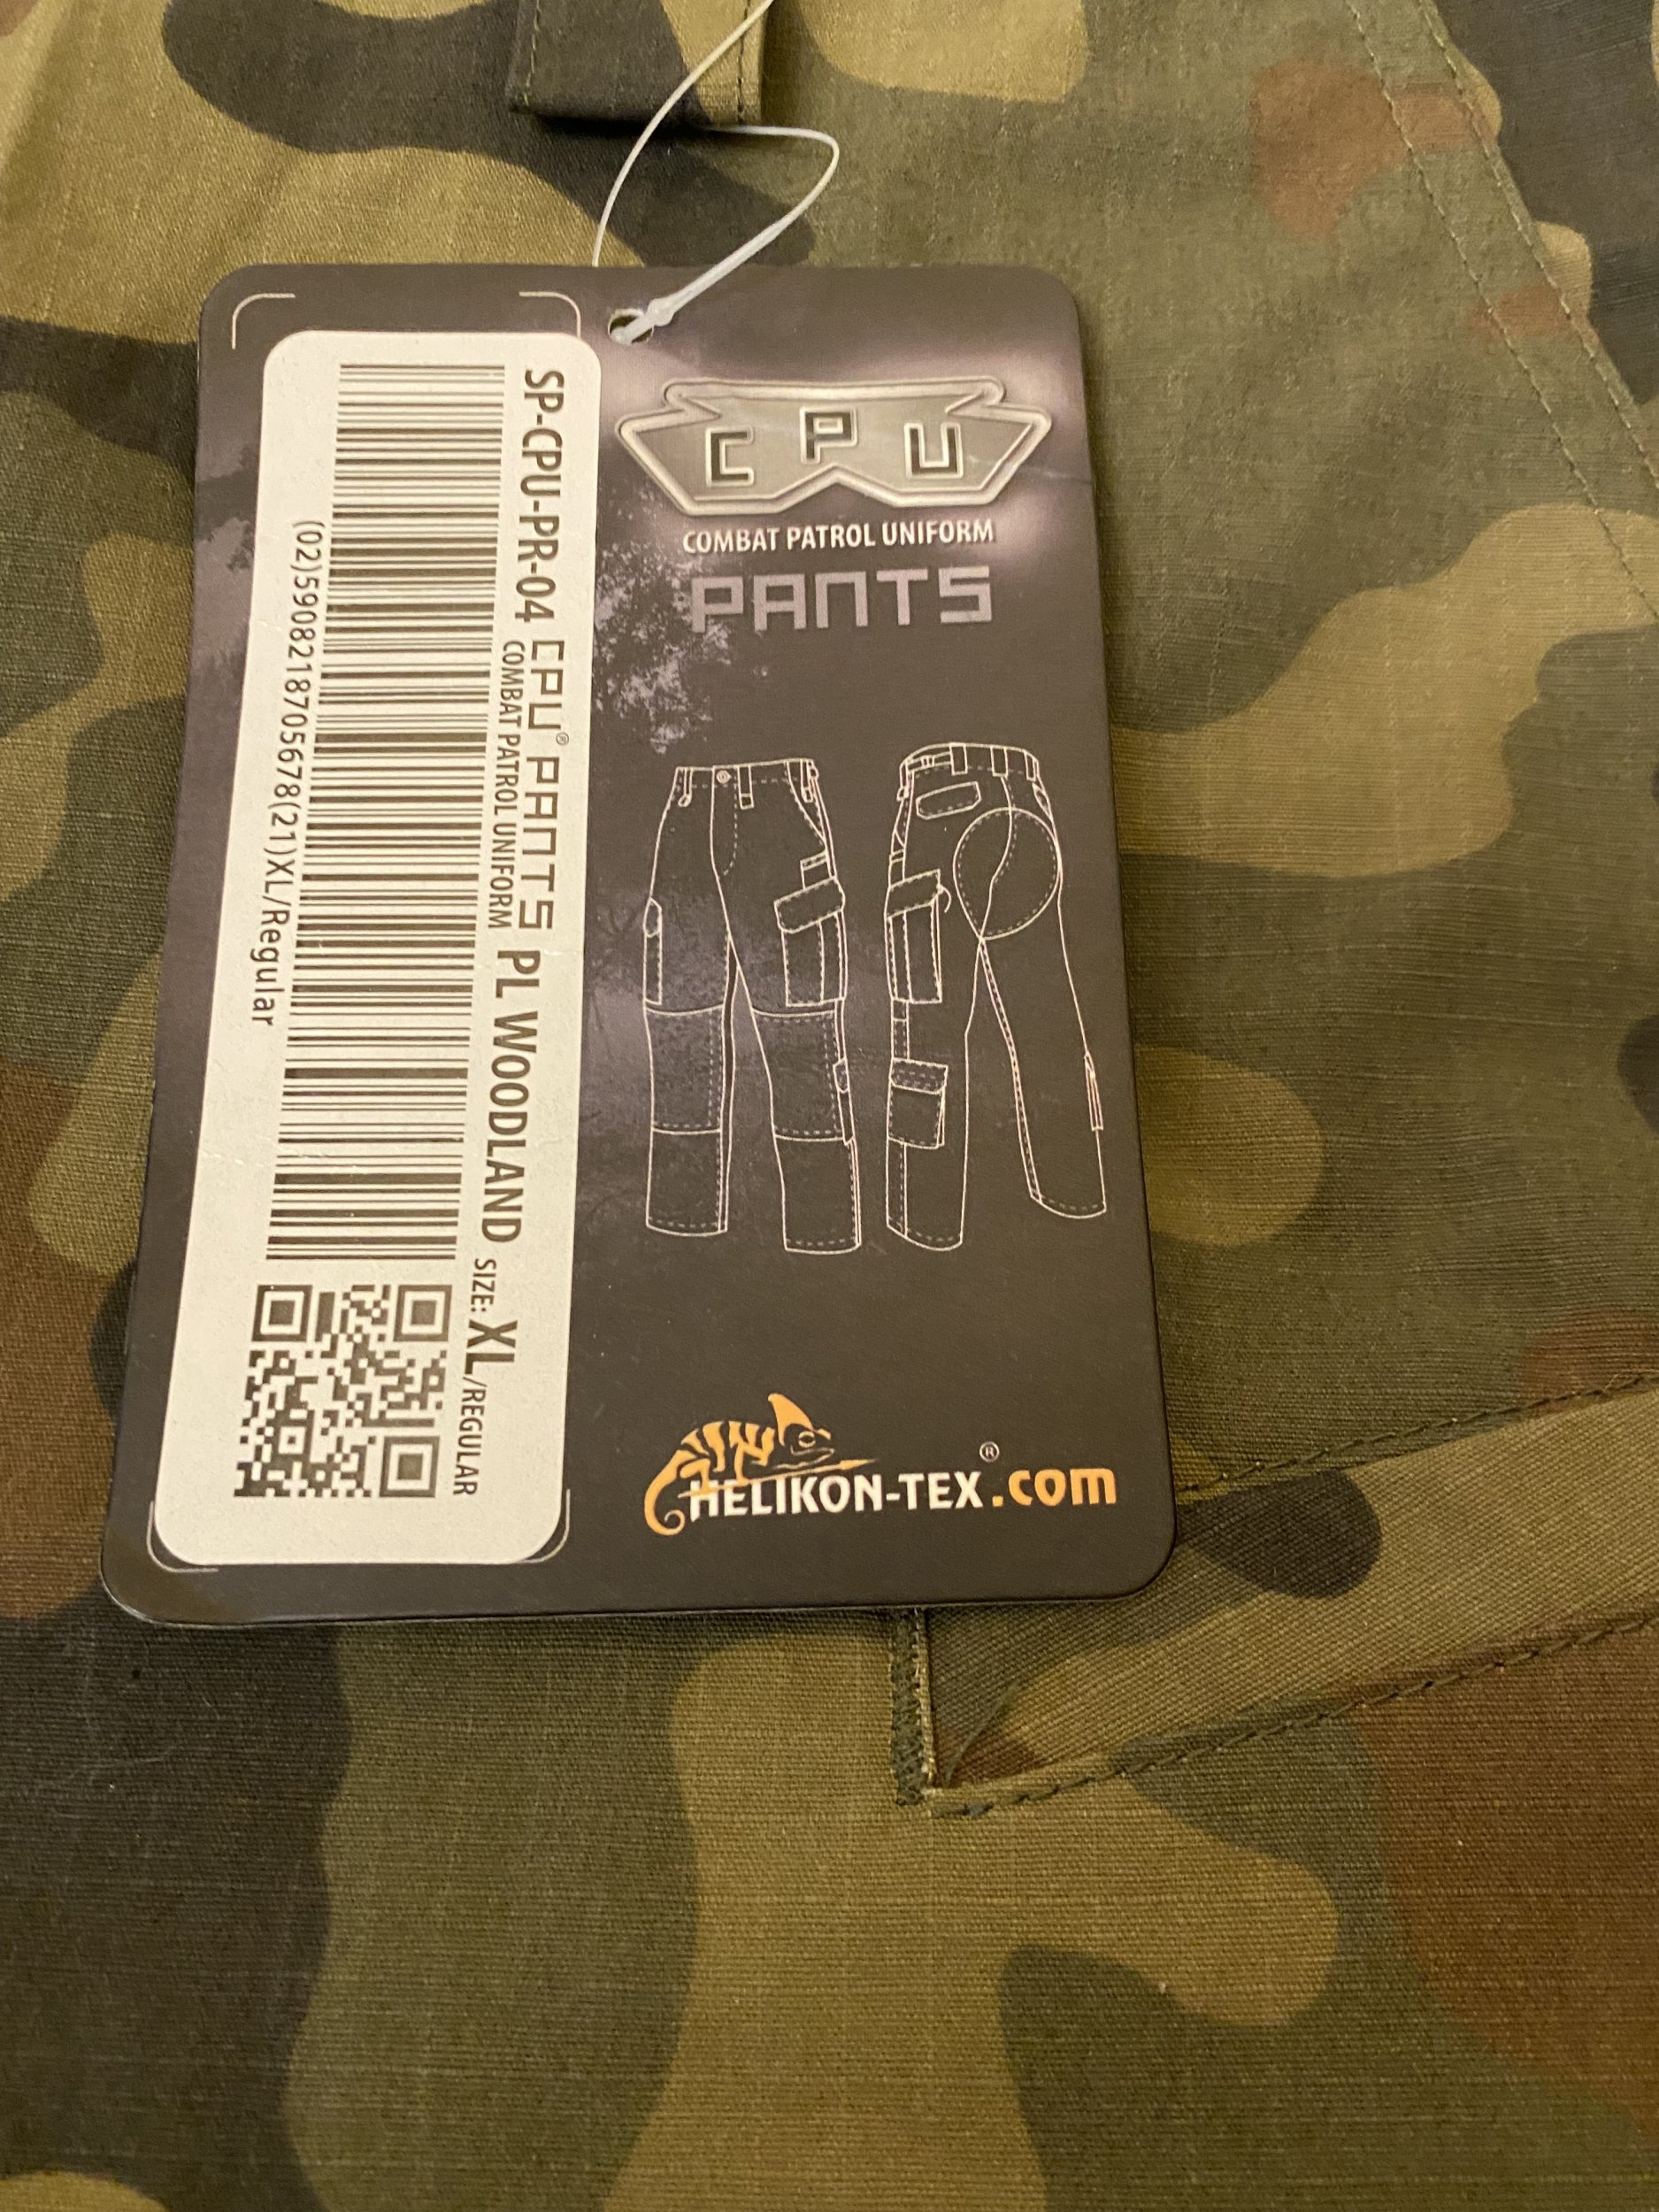 CPU
COMBAT PATROL UNIFORM
PANTS
SP-CPU-PR-04 CPU® PANTS PL WOODLAND SIZE: XL/REGULAR
COMBAT PATROL UNIFORM
(02)5908218705678(21)XL/Regular
HELIKON-TEX®.com